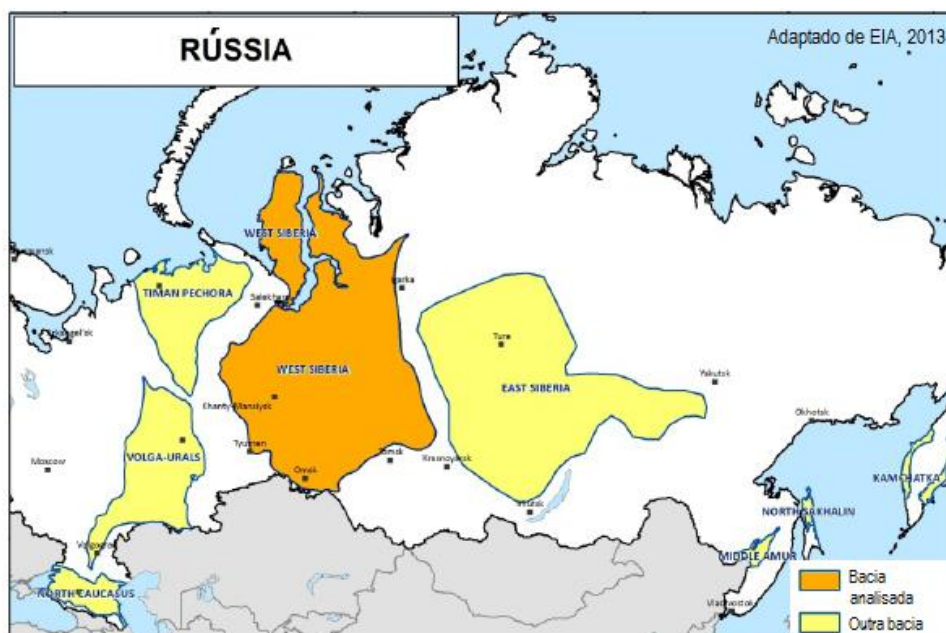 RÚSSIA
Adaptado de EIA, 2013
WEST SIBERIA
TIMAN PECHORA
Salekhard
WEST SIBERIA
Tura
EAST SIBERIA
Yakutsk
Khanty-Mansiysk
Okhotsk
Moscow
VOLGA-URALS
Tyumen
Omsk
Tomsk
Krasnoyarsk
KAMCHATKA
Irkutsk
NORTH SAKHALIN
MIDDLE AMUR
Volgograd
NORTH CAUCASUS
Vladivostok
Bacia
analisada
Outra bacia